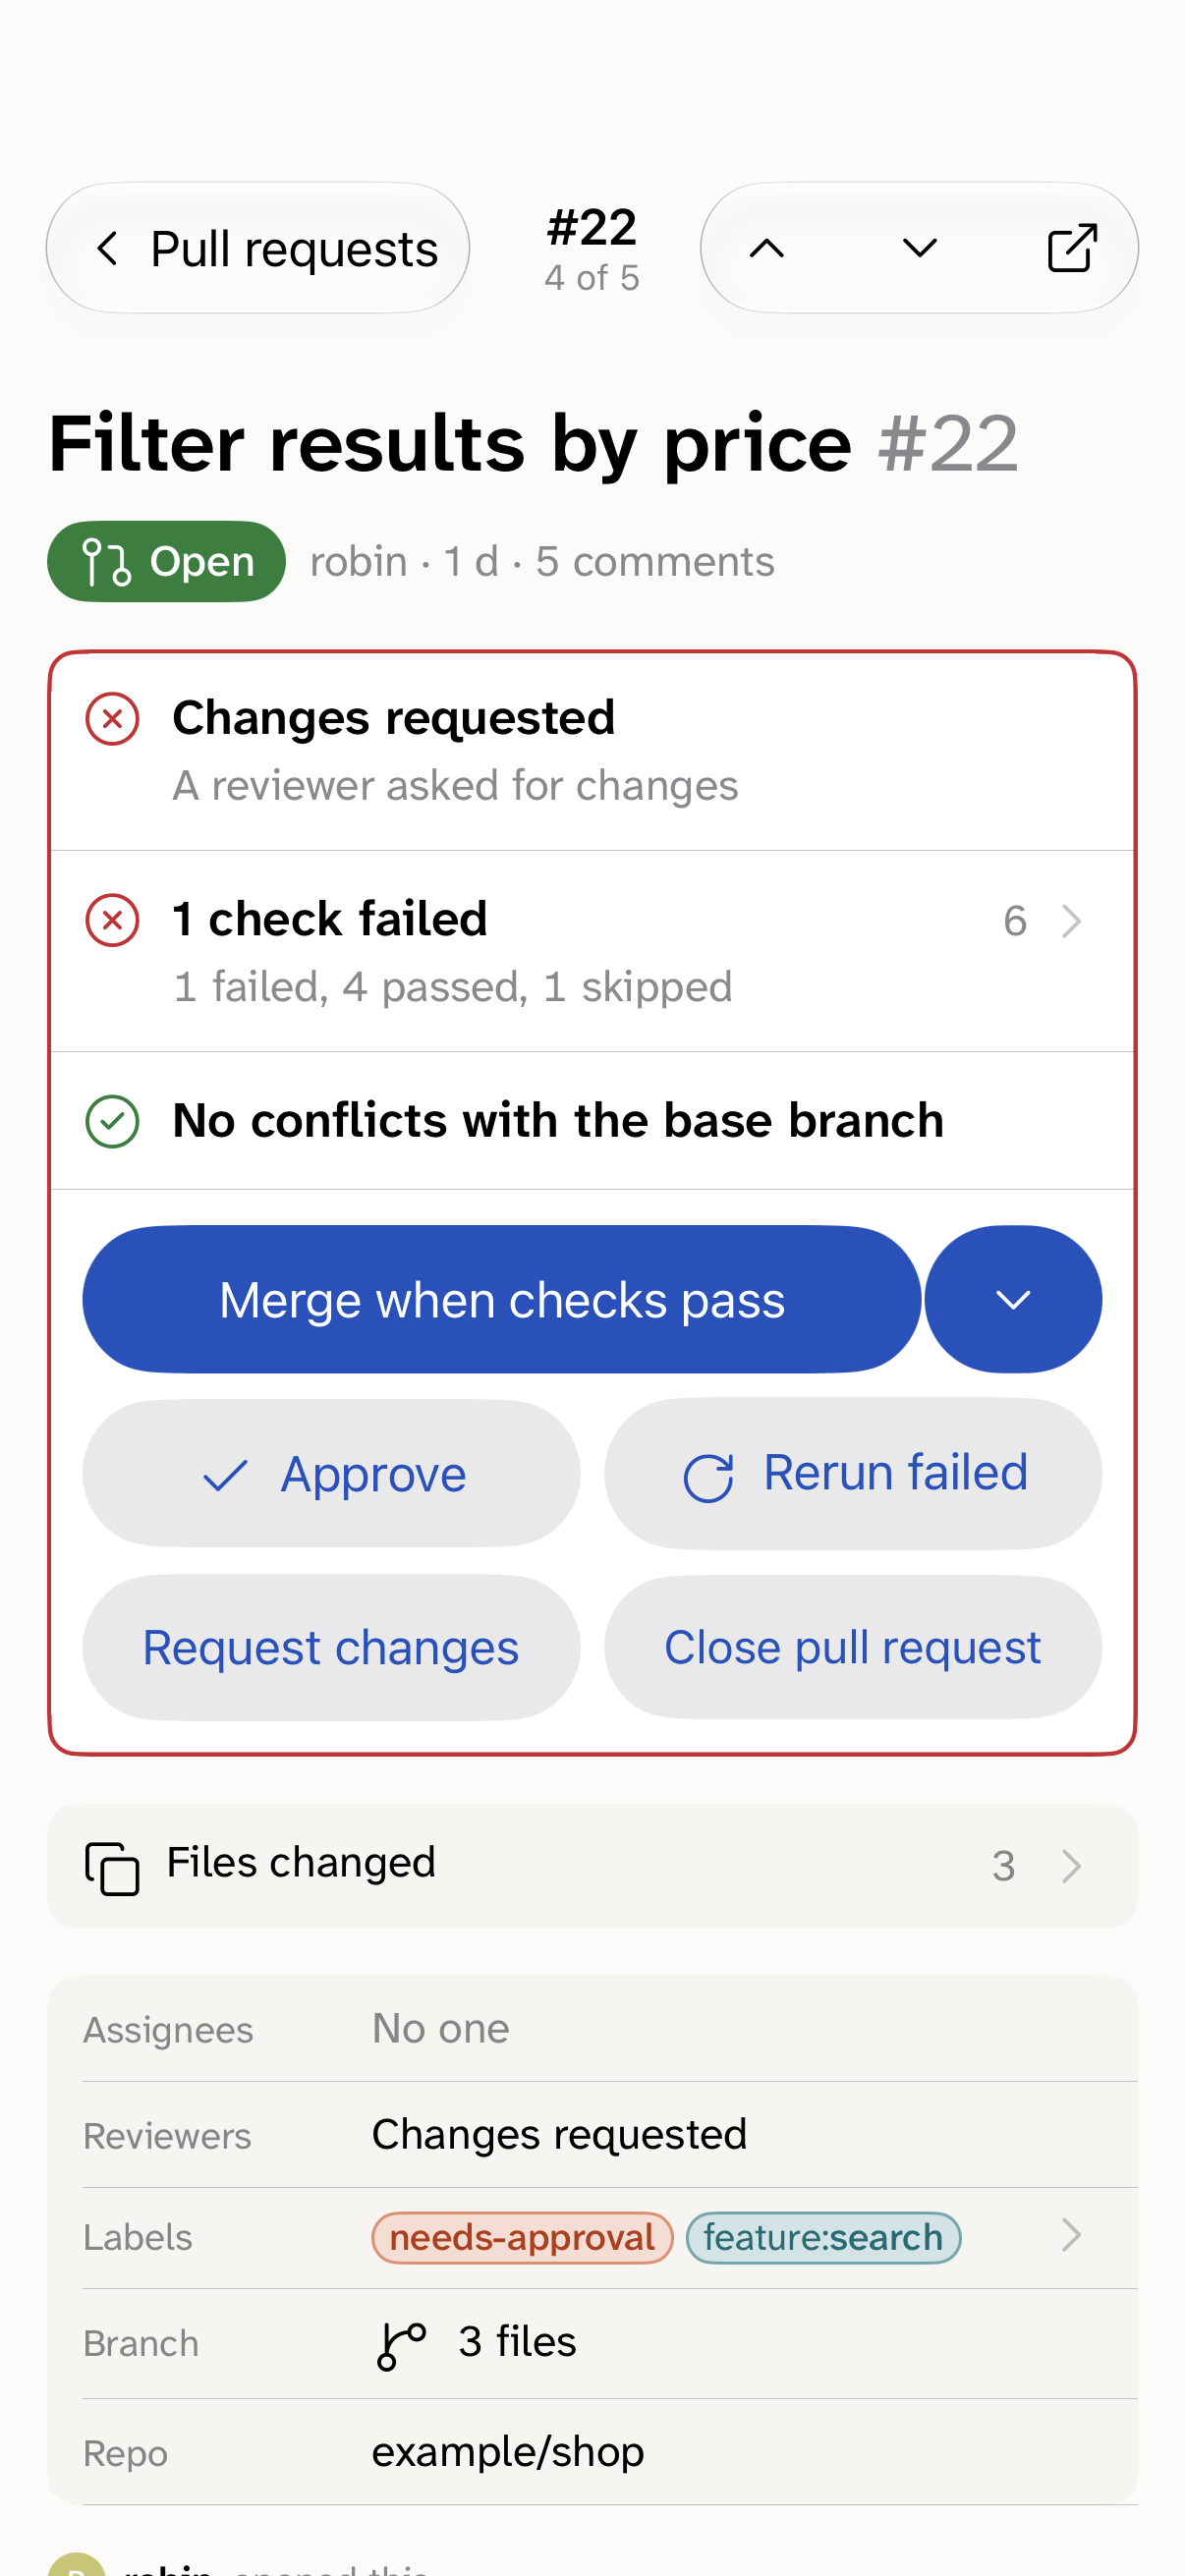 Pull requests
#22
4 of 5
Filter results by price #22
Open robin · 1 d · 5 comments
Changes requested
A reviewer asked for changes
1 check failed 6
1 failed, 4 passed, 1 skipped
No conflicts with the base branch
Merge when checks pass
Approve
Rerun failed
Request changes
Close pull request
Files changed 3
Assignees No one
Reviewers Changes requested
Labels needs-approval feature:search
Branch 3 files
Repo example/shop
robin opened this